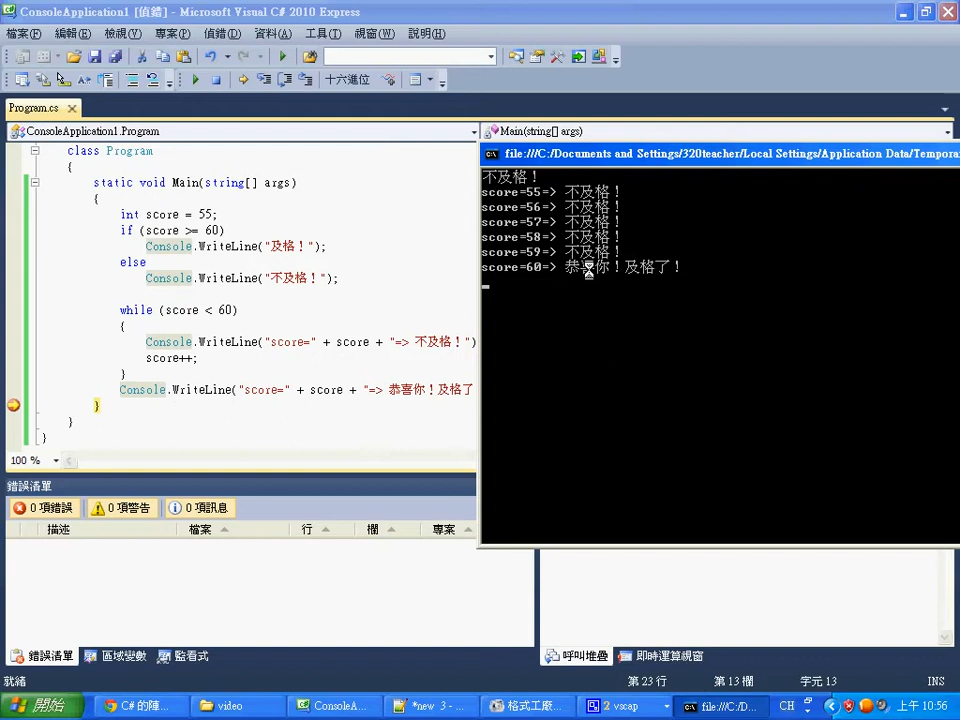 ConsoleApplication1 [偵錯] - Microsoft Visual C# 2010 Express
檔案(F) 編輯(E) 檢視(V) 專案(P) 偵錯(D) 資料(A) 工具(T) 視窗(W) 說明(H)
十六進位
Program.cs
ConsoleApplication1.Program
Main(string[] args)
class Program
{
static void Main(string[] args)
{
int score = 55;
if (score >= 60)
Console.WriteLine("及格！");
else
Console.WriteLine("不及格！");
while (score < 60)
{
Console.WriteLine("score=" + score + "=> 不及格！")
score++;
}
Console.WriteLine("score=" + score + "=> 恭喜你！及格了
}
}
}
100 %
file:///C:/Documents and Settings/320teacher/Local Settings/Application Data/Tempora
不及格！
score=55=> 不及格！
score=56=> 不及格！
score=57=> 不及格！
score=58=> 不及格！
score=59=> 不及格！
score=60=> 恭喜你！及格了！
錯誤清單
0 項錯誤 0 項警告 0 項訊息
描述 檔案 行 欄 專案
錯誤清單 區域變數 監看式
呼叫堆疊 即時運算視窗
就緒 第 23 行 第 13 欄 字元 13 INS
開始 C# 的陣... video ConsoleA... *new 3 - ... 格式工廠... 2 vscap file:///C:/D... CH 上午 10:56